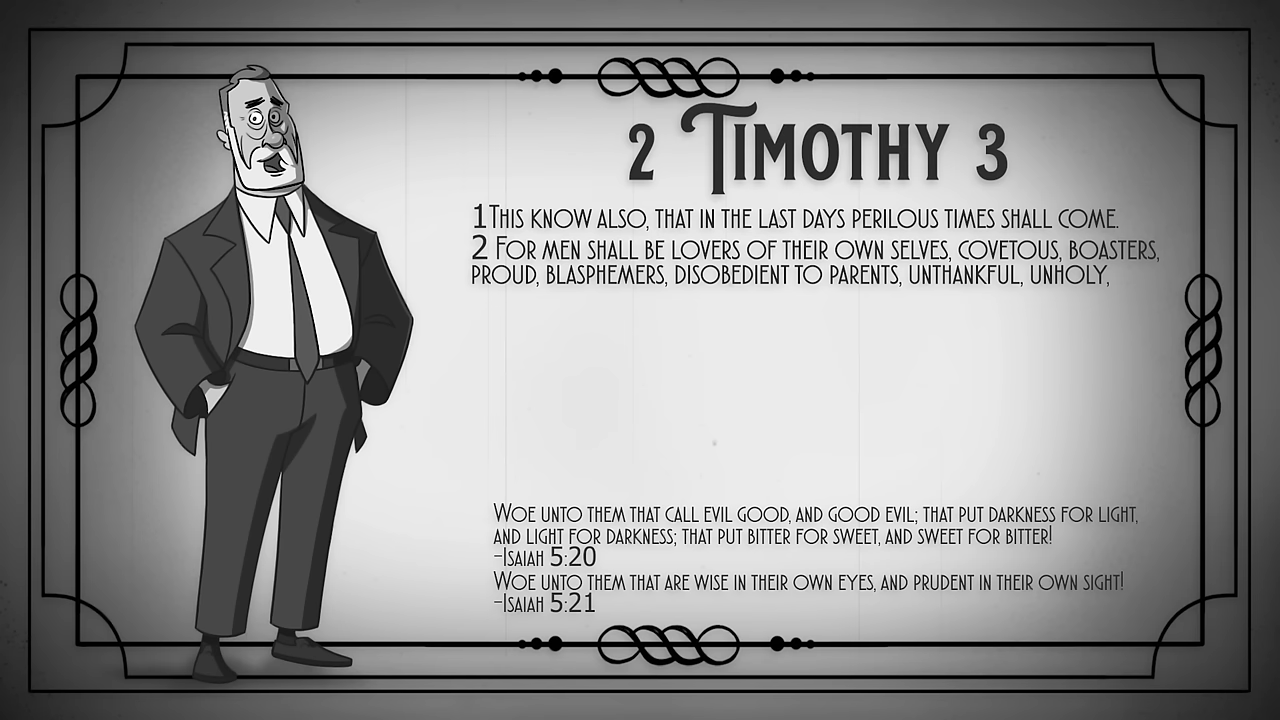 2 Timothy 3
1This know also, that in the last days perilous times shall come.
2 For men shall be lovers of their own selves, covetous, boasters,
proud, blasphemers, disobedient to parents, unthankful, unholy,
Woe unto them that call evil good, and good evil; that put darkness for light,
and light for darkness; that put bitter for sweet, and sweet for bitter!
-Isaiah 5:20
Woe unto them that are wise in their own eyes, and prudent in their own sight!
-Isaiah 5:21